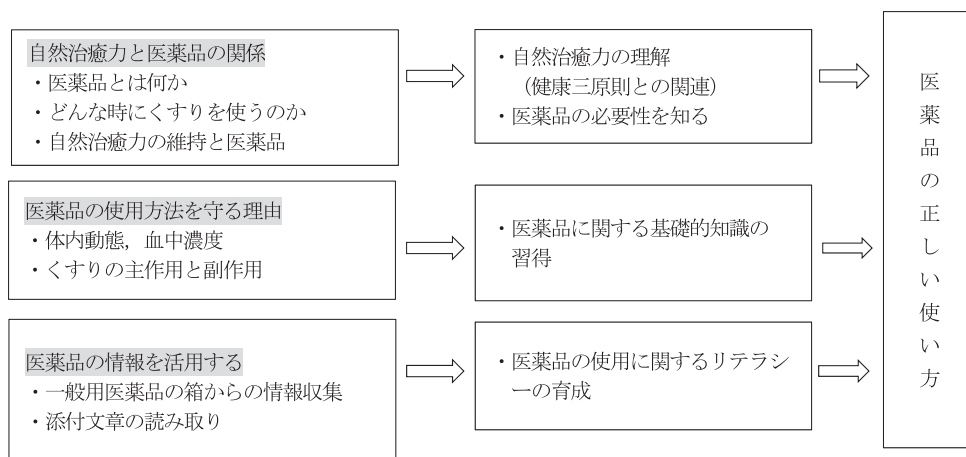 自然治癒力と医薬品の関係
・医薬品とは何か
・どんな時にくすりを使うのか
・自然治癒力の維持と医薬品
・自然治癒力の理解
（健康三原則との関連）
・医薬品の必要性を知る
医薬品の使用方法を守る理由
・体内動態，血中濃度
・くすりの主作用と副作用
・医薬品に関する基礎的知識の
習得
医薬品の情報を活用する
・一般用医薬品の箱からの情報収集
・添付文章の読み取り
・医薬品の使用に関するリテラシ
ーの育成
医薬品の正しい使い方